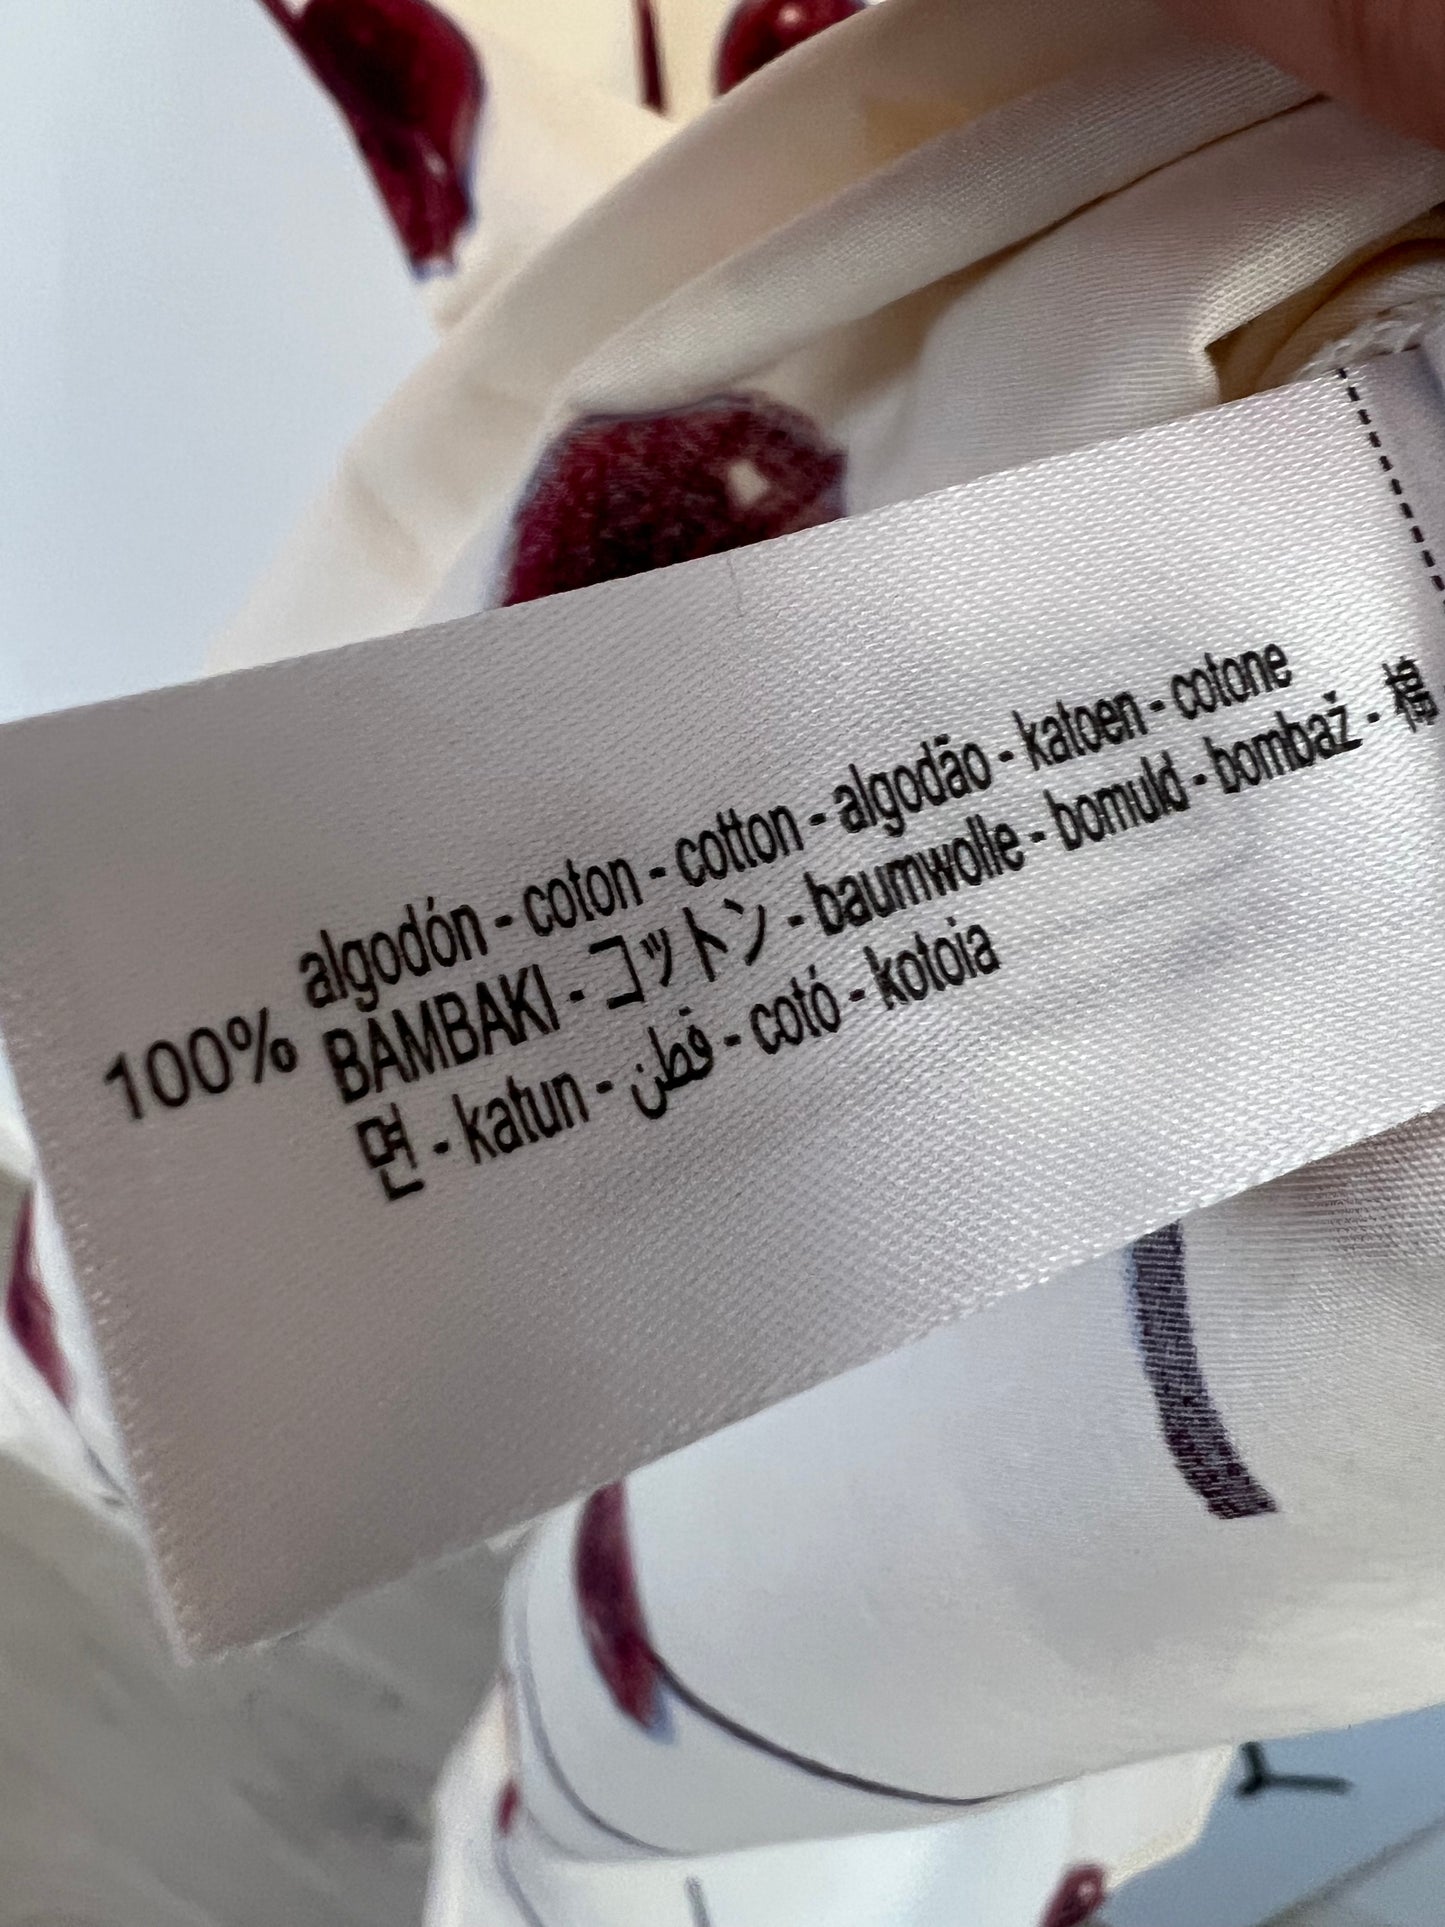 100% algodón - coton - cotton - algodão - katoen - cotone
BAMBAKI - コットン - baumwolle - bomuld - bombaž - 棉
면 - katun - قطن - cotó - kotoia